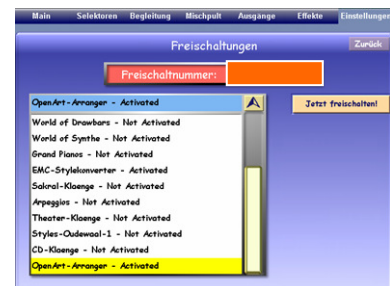 Main Selektoren Begleitung Mischpult Ausgänge Effekte Einstellungen
Freischaltungen
Zurück
Freischaltnummer:
OpenArt-Arranger - Activated
Jetzt freischalten!
World of Drawbars - Not Activated
World of Synths - Not Activated
Grand Pianos - Not Activated
EMC-Stylekonverter - Activated
Sakral-Klaenge - Not Activated
Arpeggios - Not Activated
Theater-Klaenge - Not Activated
Styles-Oudewaal-1 - Not Activated
CD-Klaenge - Not Activated
OpenArt-Arranger - Activated